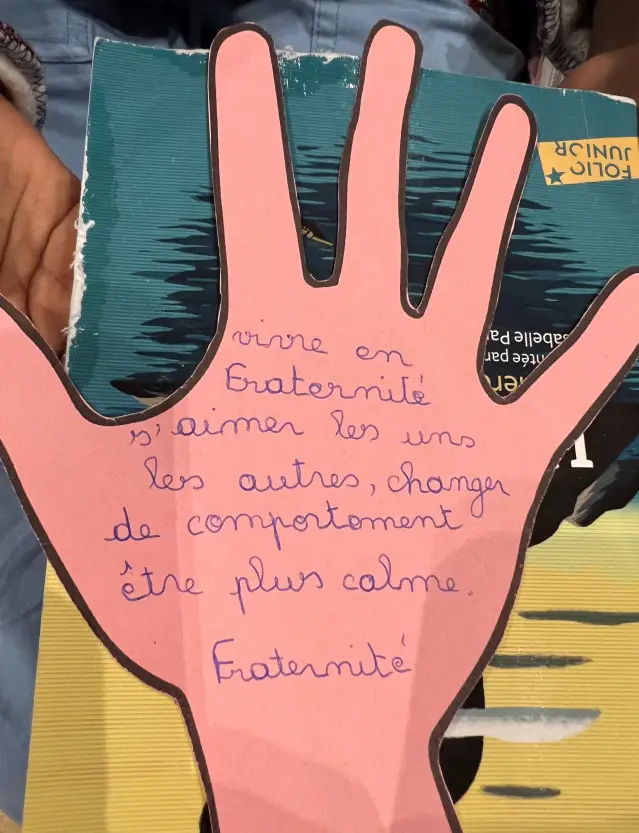 vivre en
Fraternité
s'aimer les uns
les autres, changer
de comportement
être plus calme.
Fraternité
FOLIO
JUNIOR